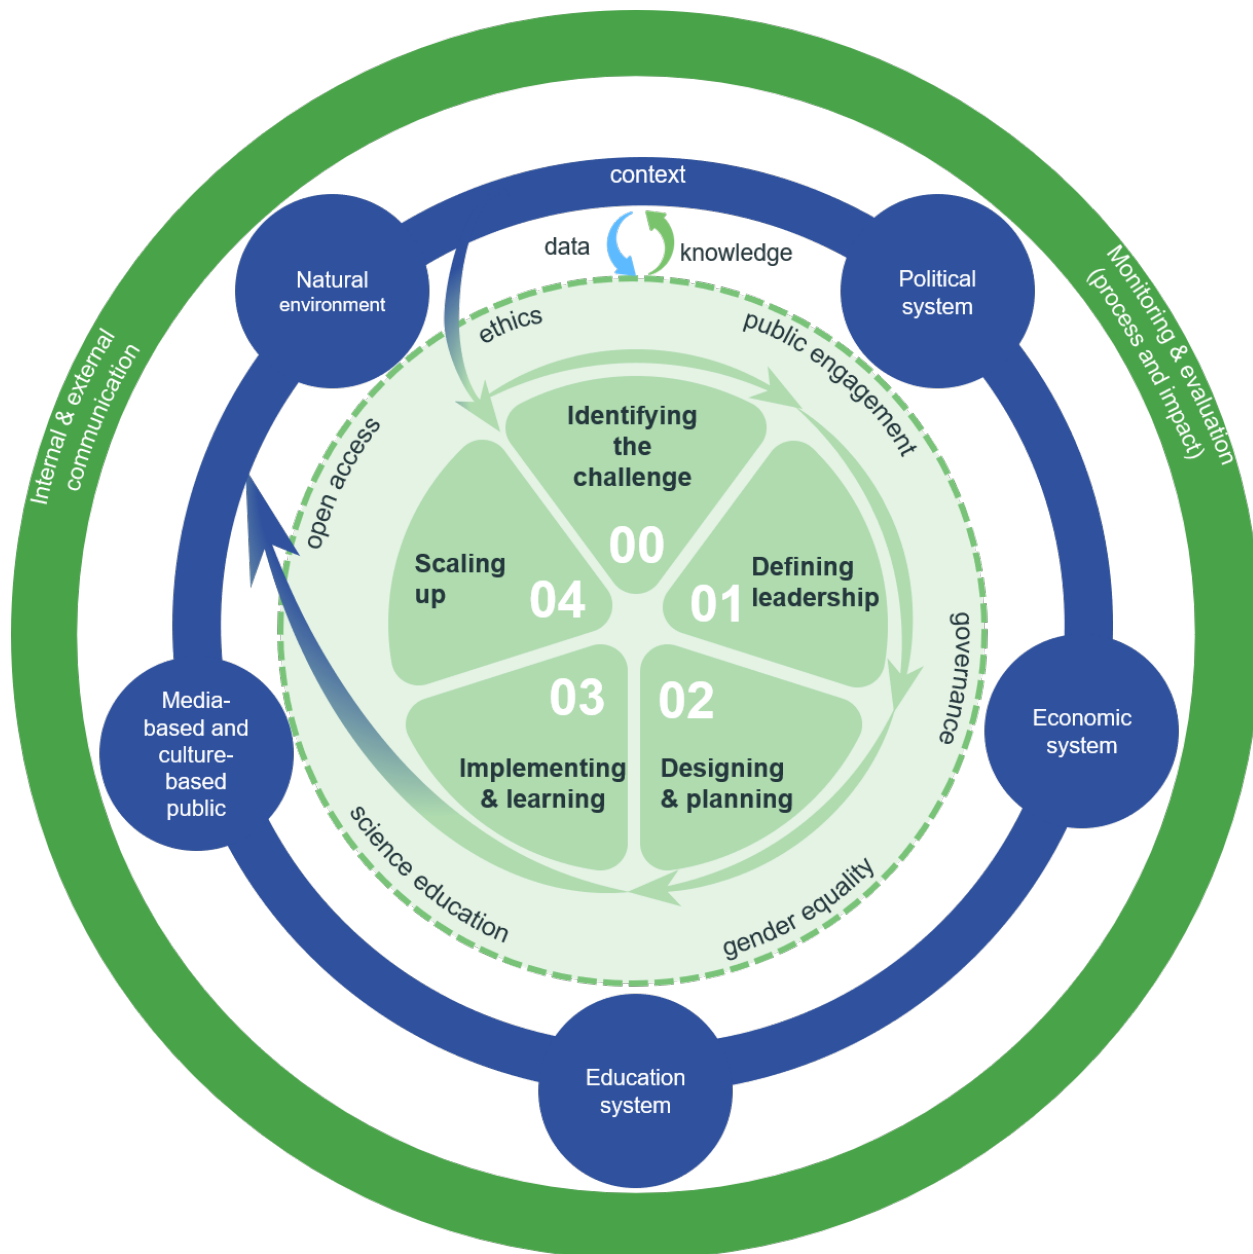 context
data
knowledge
Natural
environment
Political
system
Internal & external
communication
Monitoring & evaluation
(process and impact)
ethics
public engagement
open access
Identifying
the
challenge
00
Scaling
up
04
01
Defining
leadership
governance
03
02
Implementing
& learning
Designing
& planning
Media-
based and
culture-
based
public
Economic
system
science education
gender equality
Education
system